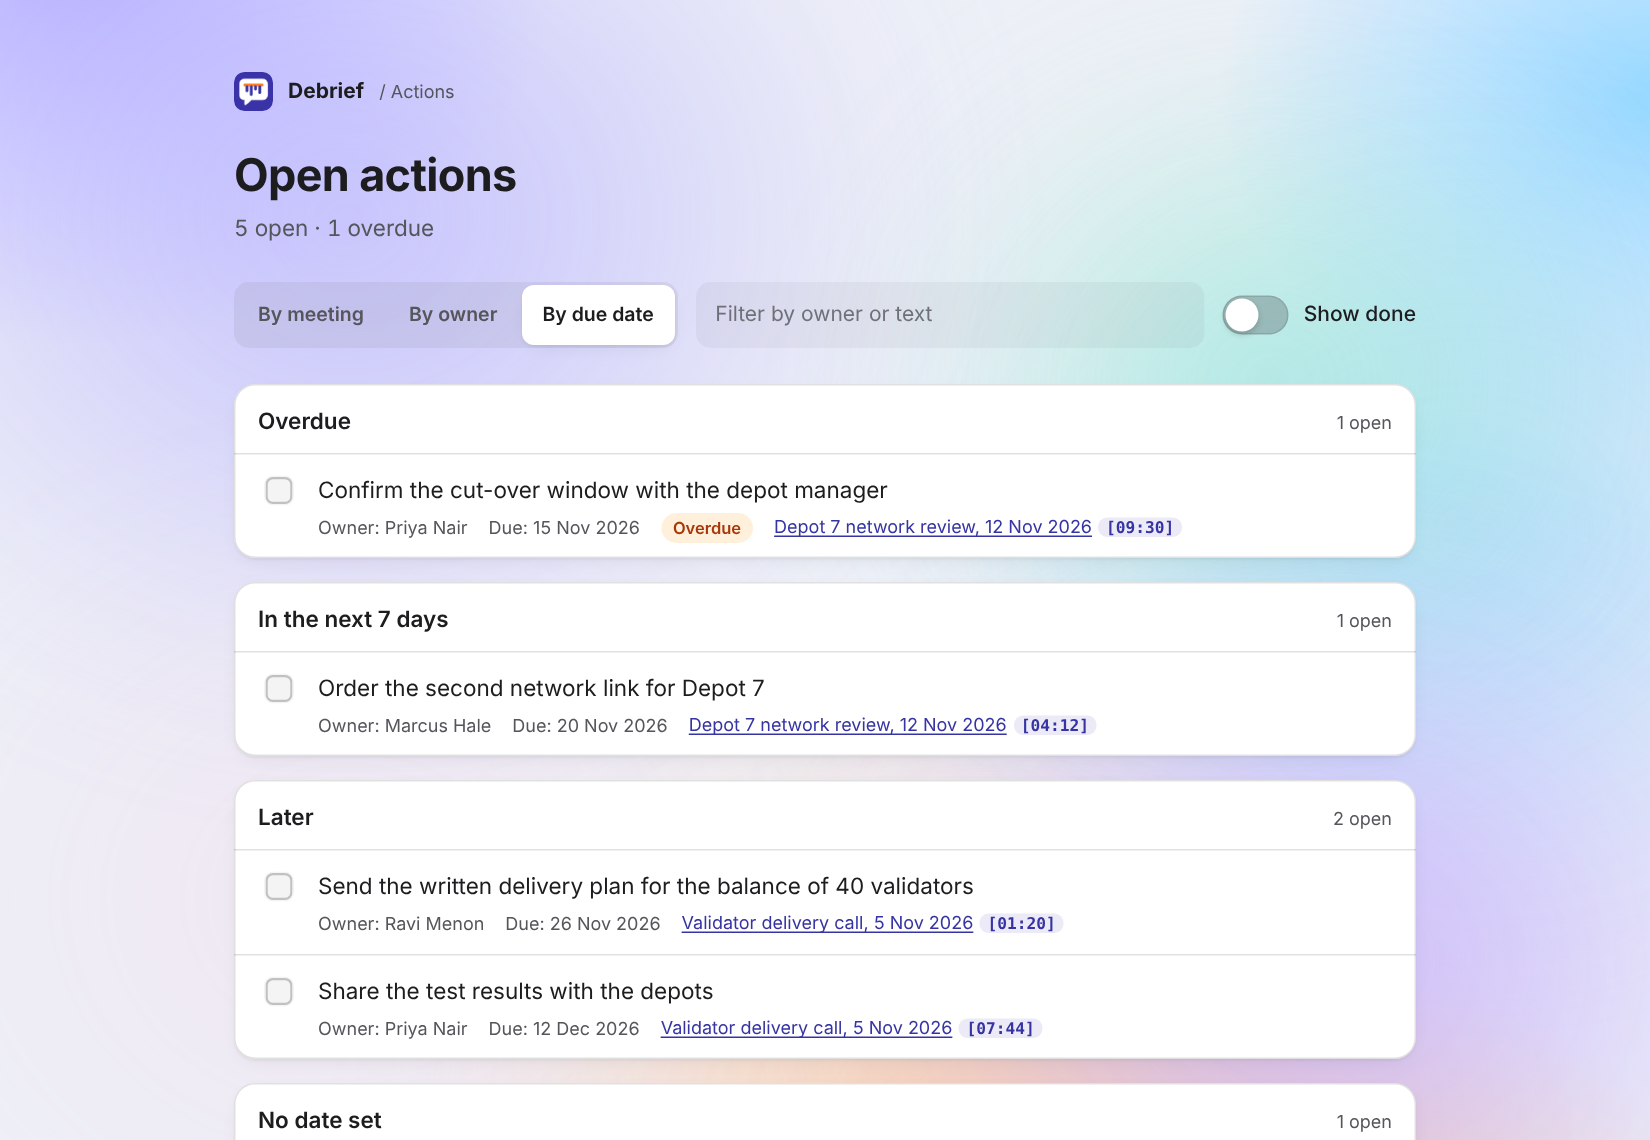 Debrief / Actions
Open actions
5 open · 1 overdue
By meeting By owner By due date Filter by owner or text Show done
Overdue 1 open
Confirm the cut-over window with the depot manager
Owner: Priya Nair Due: 15 Nov 2026 Overdue Depot 7 network review, 12 Nov 2026 [09:30]
In the next 7 days 1 open
Order the second network link for Depot 7
Owner: Marcus Hale Due: 20 Nov 2026 Depot 7 network review, 12 Nov 2026 [04:12]
Later 2 open
Send the written delivery plan for the balance of 40 validators
Owner: Ravi Menon Due: 26 Nov 2026 Validator delivery call, 5 Nov 2026 [01:20]
Share the test results with the depots
Owner: Priya Nair Due: 12 Dec 2026 Validator delivery call, 5 Nov 2026 [07:44]
No date set 1 open